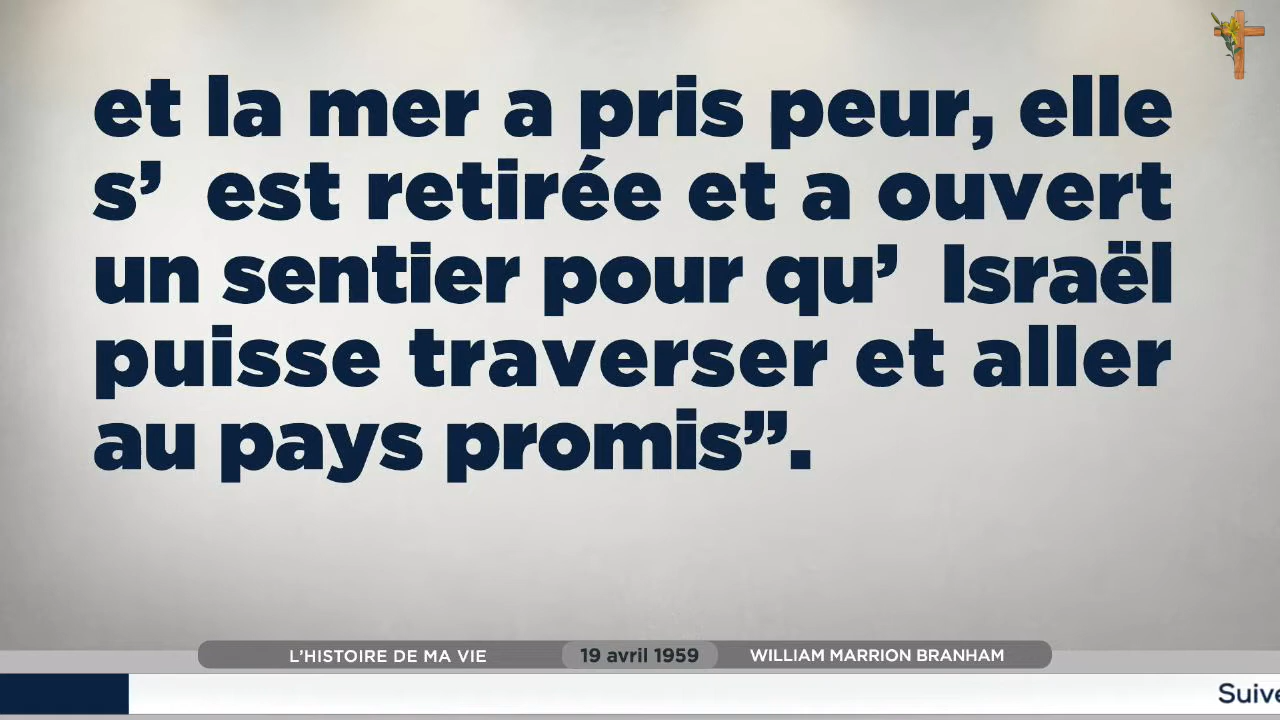 et la mer a pris peur, elle
s’ est retirée et a ouvert
un sentier pour qu’ Israël
puisse traverser et aller
au pays promis”.
L’HISTOIRE DE MA VIE 19 avril 1959 WILLIAM MARRION BRANHAM